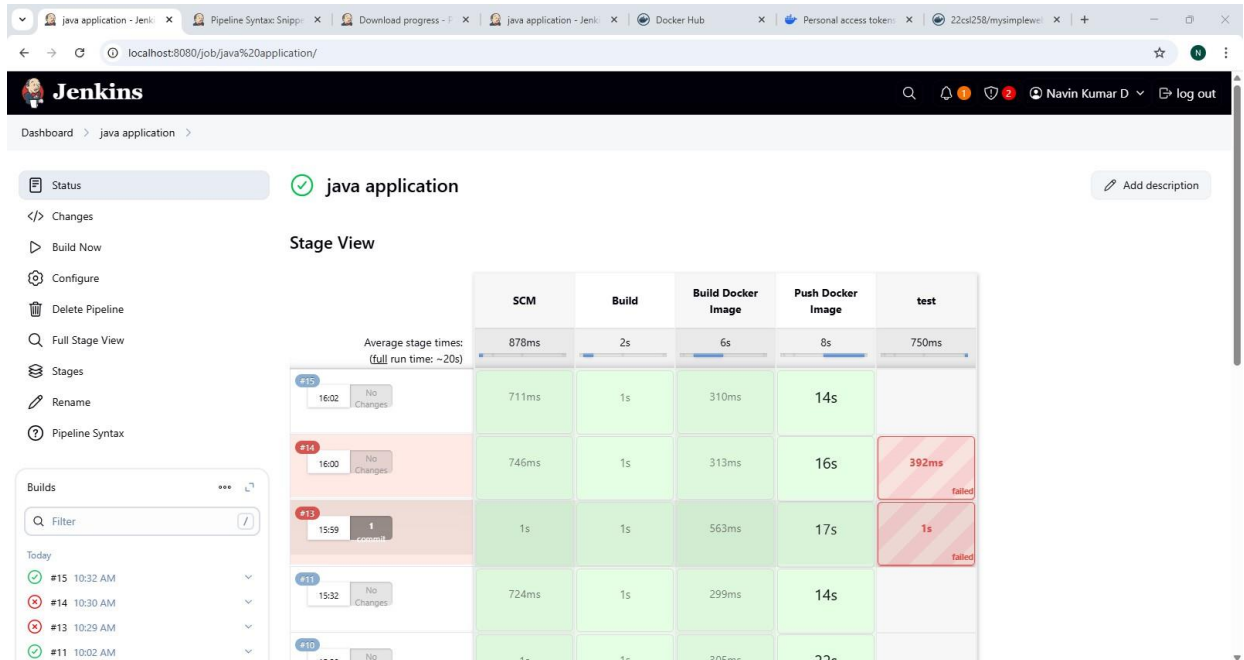 java application - Jenki
Pipeline Syntax: Snippe
Download progress - P
java application - Jenki
Docker Hub
Personal access token
22csl258/mysimplewe
localhost:8080/job/java%20application/
N
Jenkins
1
2
Navin Kumar D
log out
Dashboard > java application >
Status
Changes
Build Now
Configure
Delete Pipeline
Full Stage View
Stages
Rename
Pipeline Syntax
Builds
Filter
/
Today
#15 10:32 AM
#14 10:30 AM
#13 10:29 AM
#11 10:02 AM
java application
Add description
Stage View
SCM
Build
Build Docker
Image
Push Docker
Image
test
Average stage times:
(full run time: ~20s)
878ms
2s
6s
8s
750ms
#15
16:02
No
Changes
711ms
1s
310ms
14s
#14
16:00
No
Changes
746ms
1s
313ms
16s
392ms
failed
#13
15:59
1
commit
1s
1s
563ms
17s
1s
failed
#11
15:32
No
Changes
724ms
1s
299ms
14s
#10
No